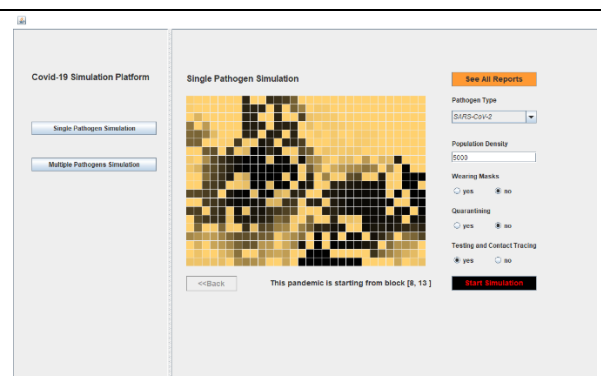 Covid-19 Simulation Platform
Single Pathogen Simulation
Multiple Pathogens Simulation
Single Pathogen Simulation
<<Back
This pandemic is starting from block [8, 13 ]
See All Reports
Pathogen Type
SARS-CoV-2
Population Density
5000
Wearing Masks
yes no
Quarantining
yes no
Testing and Contact Tracing
yes no
Start Simulation